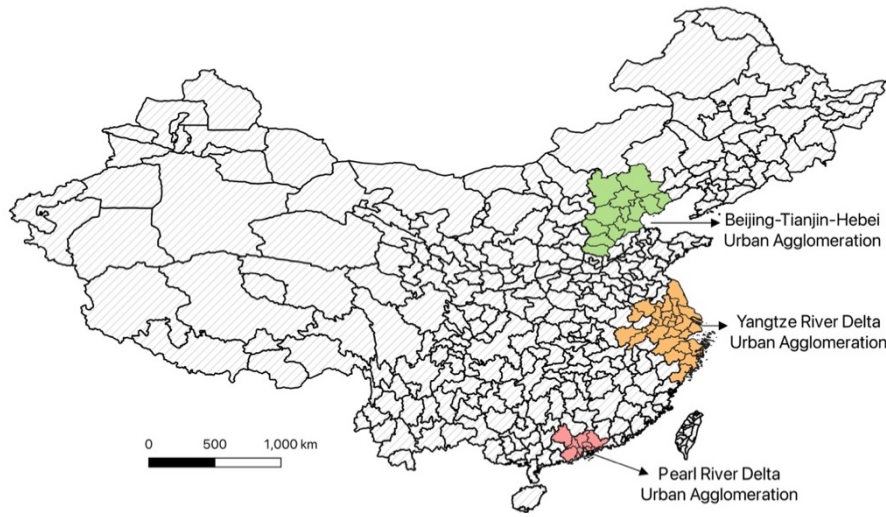 Beijing-Tianjin-Hebei
Urban Agglomeration
Yangtze River Delta
Urban Agglomeration
0 500 1,000 km
Pearl River Delta
Urban Agglomeration